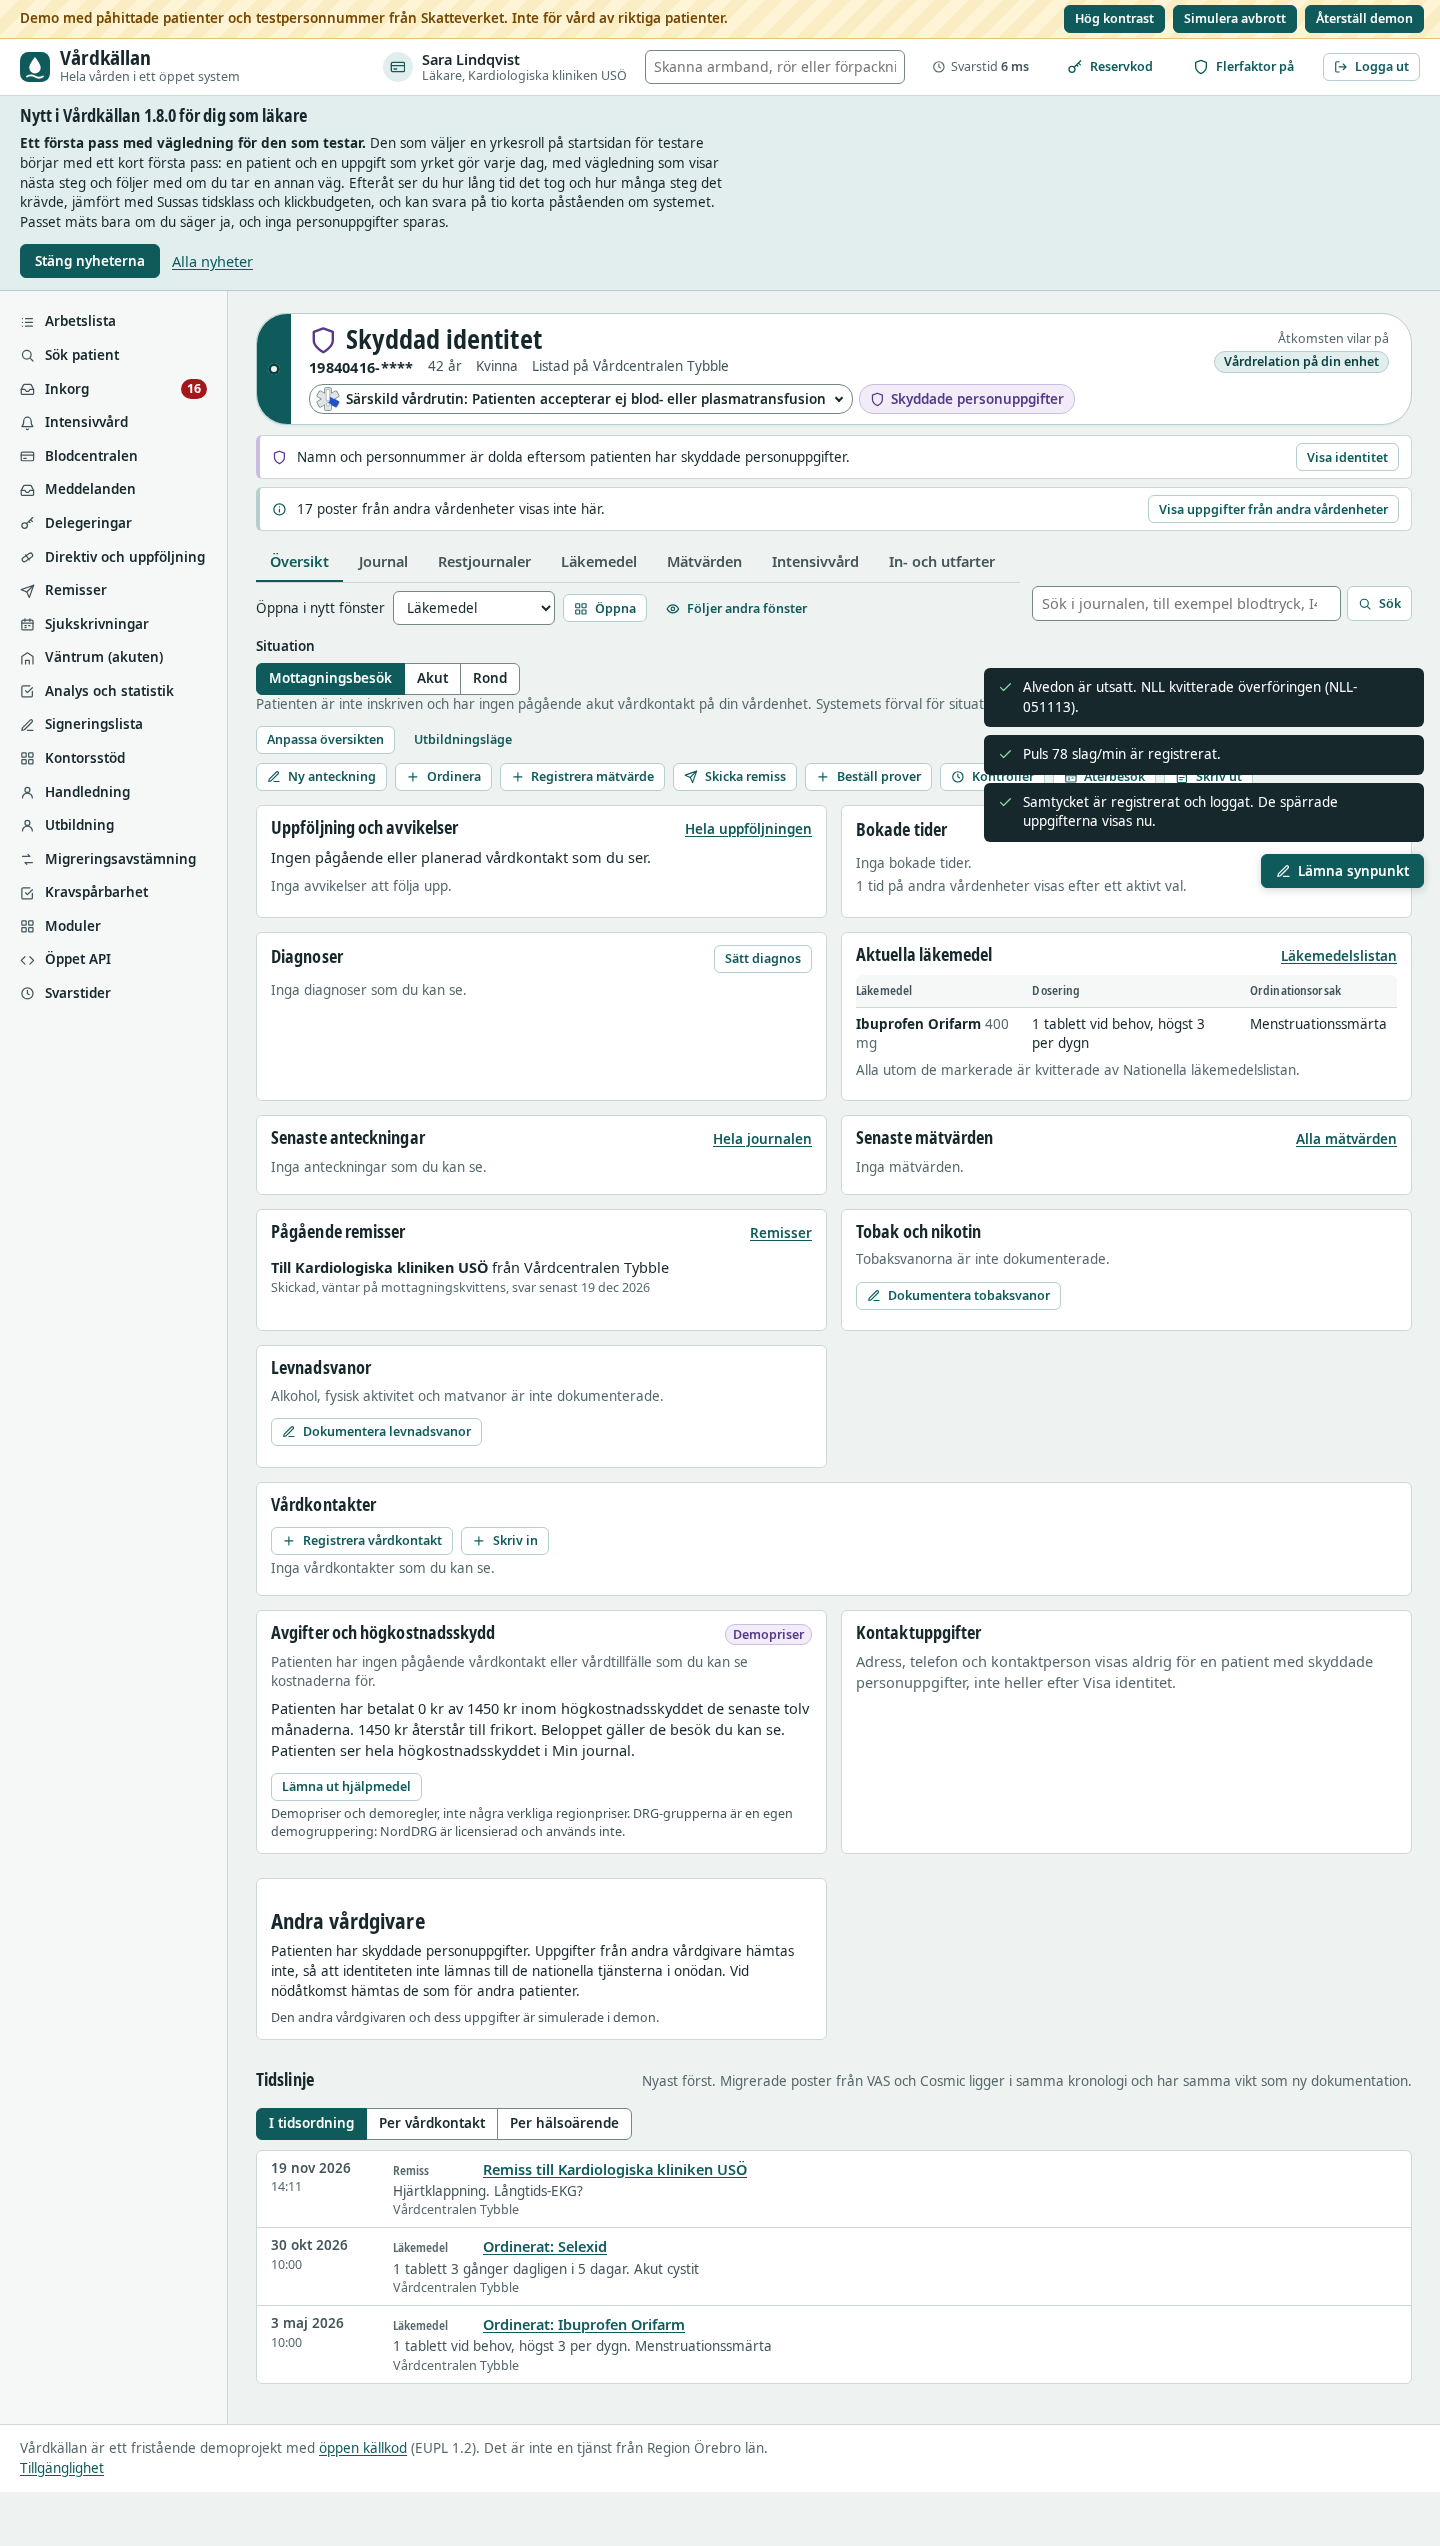 Demo med påhittade patienter och testpersonnummer från Skatteverket. Inte för vård av riktiga patienter.
Hög kontrast
Simulera avbrott
Återställ demon
Vårdkällan
Hela vården i ett öppet system
Sara Lindqvist
Läkare, Kardiologiska kliniken USÖ
Skanna armband, rör eller förpackni
Svarstid 6 ms
Reservkod
Flerfaktor på
Logga ut
Nytt i Vårdkällan 1.8.0 för dig som läkare
Ett första pass med vägledning för den som testar. Den som väljer en yrkesroll på startsidan för testare
börjar med ett kort första pass: en patient och en uppgift som yrket gör varje dag, med vägledning som visar
nästa steg och följer med om du tar en annan väg. Efteråt ser du hur lång tid det tog och hur många steg det
krävde, jämfört med Sussas tidsklass och klickbudgeten, och kan svara på tio korta påståenden om systemet.
Passet mäts bara om du säger ja, och inga personuppgifter sparas.
Stäng nyheterna
Alla nyheter
Arbetslista
Sök patient
Inkorg 16
Intensivvård
Blodcentralen
Meddelanden
Delegeringar
Direktiv och uppföljning
Remisser
Sjukskrivningar
Väntrum (akuten)
Analys och statistik
Signeringslista
Kontorsstöd
Handledning
Utbildning
Migreringsavstämning
Kravspårbarhet
Moduler
Öppet API
Svarstider
Skyddad identitet
19840416-**** 42 år Kvinna Listad på Vårdcentralen Tybble
Åtkomsten vilar på
Vårdrelation på din enhet
Särskild vårdrutin: Patienten accepterar ej blod- eller plasmatransfusion
Skyddade personuppgifter
Namn och personnummer är dolda eftersom patienten har skyddade personuppgifter.
Visa identitet
17 poster från andra vårdenheter visas inte här.
Visa uppgifter från andra vårdenheter
Översikt
Journal
Restjournaler
Läkemedel
Mätvärden
Intensivvård
In- och utfarter
Öppna i nytt fönster
Läkemedel
Öppna
Följer andra fönster
Sök i journalen, till exempel blodtryck, I
Sök
Situation
Mottagningsbesök
Akut
Rond
Patienten är inte inskriven och har ingen pågående akut vårdkontakt på din vårdenhet. Systemets förval för situat
Alvedon är utsatt. NLL kvitterade överföringen (NLL-
051113).
Puls 78 slag/min är registrerat.
Samtycket är registrerat och loggat. De spärrade
uppgifterna visas nu.
Lämna synpunkt
Anpassa översikten
Utbildningsläge
Ny anteckning
Ordinera
Registrera mätvärde
Skicka remiss
Beställ prover
Kontroller
Återbesök
Skriv ut
Uppföljning och avvikelser
Hela uppföljningen
Ingen pågående eller planerad vårdkontakt som du ser.
Inga avvikelser att följa upp.
Bokade tider
Inga bokade tider.
1 tid på andra vårdenheter visas efter ett aktivt val.
Diagnoser
Sätt diagnos
Inga diagnoser som du kan se.
Aktuella läkemedel
Läkemedelslistan
Läkemedel Dosering Ordinationsorsak
Ibuprofen Orifarm 400
mg
1 tablett vid behov, högst 3
per dygn
Menstruationssmärta
Alla utom de markerade är kvitterade av Nationella läkemedelslistan.
Senaste anteckningar
Hela journalen
Inga anteckningar som du kan se.
Senaste mätvärden
Alla mätvärden
Inga mätvärden.
Pågående remisser
Remisser
Till Kardiologiska kliniken USÖ från Vårdcentralen Tybble
Skickad, väntar på mottagningskvittens, svar senast 19 dec 2026
Tobak och nikotin
Tobaksvanorna är inte dokumenterade.
Dokumentera tobaksvanor
Levnadsvanor
Alkohol, fysisk aktivitet och matvanor är inte dokumenterade.
Dokumentera levnadsvanor
Vårdkontakter
Registrera vårdkontakt
Skriv in
Inga vårdkontakter som du kan se.
Avgifter och högkostnadsskydd
Demopriser
Patienten har ingen pågående vårdkontakt eller vårdtillfälle som du kan se
kostnaderna för.
Patienten har betalat 0 kr av 1450 kr inom högkostnadsskyddet de senaste tolv
månaderna. 1450 kr återstår till frikort. Beloppet gäller de besök du kan se.
Patienten ser hela högkostnadsskyddet i Min journal.
Lämna ut hjälpmedel
Demopriser och demoregler, inte några verkliga regionpriser. DRG-grupperna är en egen
demogruppering: NordDRG är licensierad och används inte.
Kontaktuppgifter
Adress, telefon och kontaktperson visas aldrig för en patient med skyddade
personuppgifter, inte heller efter Visa identitet.
Andra vårdgivare
Patienten har skyddade personuppgifter. Uppgifter från andra vårdgivare hämtas
inte, så att identiteten inte lämnas till de nationella tjänsterna i onödan. Vid
nödåtkomst hämtas de som för andra patienter.
Den andra vårdgivaren och dess uppgifter är simulerade i demon.
Tidslinje
Nyast först. Migrerade poster från VAS och Cosmic ligger i samma kronologi och har samma vikt som ny dokumentation.
I tidsordning
Per vårdkontakt
Per hälsoärende
19 nov 2026
14:11
Remiss
Remiss till Kardiologiska kliniken USÖ
Hjärtklappning. Långtids-EKG?
Vårdcentralen Tybble
30 okt 2026
10:00
Läkemedel
Ordinerat: Selexid
1 tablett 3 gånger dagligen i 5 dagar. Akut cystit
Vårdcentralen Tybble
3 maj 2026
10:00
Läkemedel
Ordinerat: Ibuprofen Orifarm
1 tablett vid behov, högst 3 per dygn. Menstruationssmärta
Vårdcentralen Tybble
Vårdkällan är ett fristående demoprojekt med öppen källkod (EUPL 1.2). Det är inte en tjänst från Region Örebro län.
Tillgänglighet